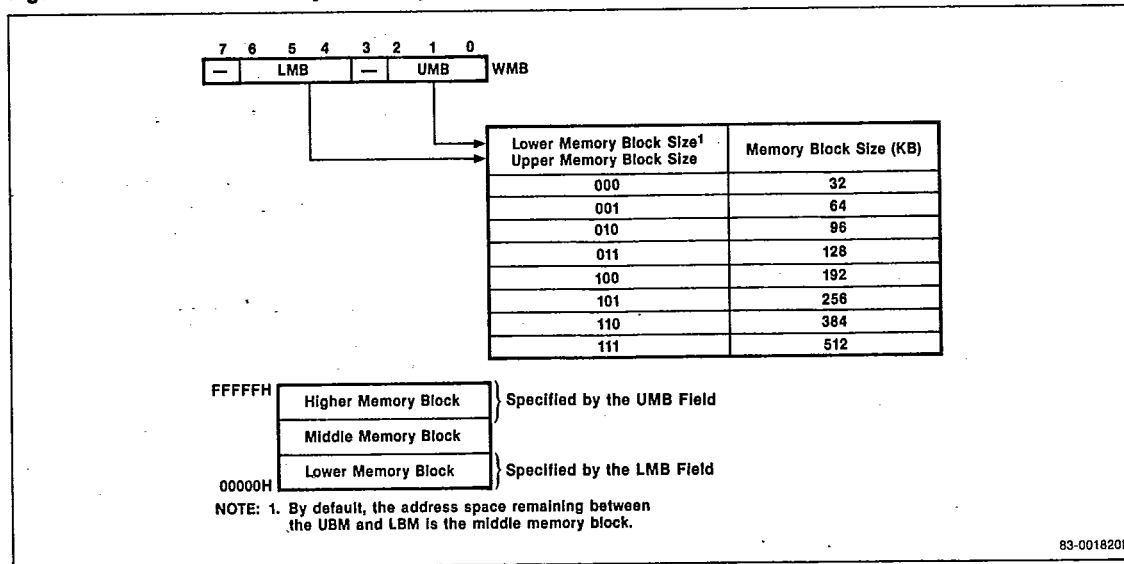 7 6 5 4 3 2 1 0
— LMB — UMB WMB
Lower Memory Block Size1 Memory Block Size (KB)
Upper Memory Block Size
000 32
001 64
010 96
011 128
100 192
101 256
110 384
111 512
FFFFFH
Higher Memory Block Specified by the UMB Field
Middle Memory Block
Lower Memory Block Specified by the LMB Field
00000H
NOTE: 1. By default, the address space remaining between
the UBM and LBM is the middle memory block.